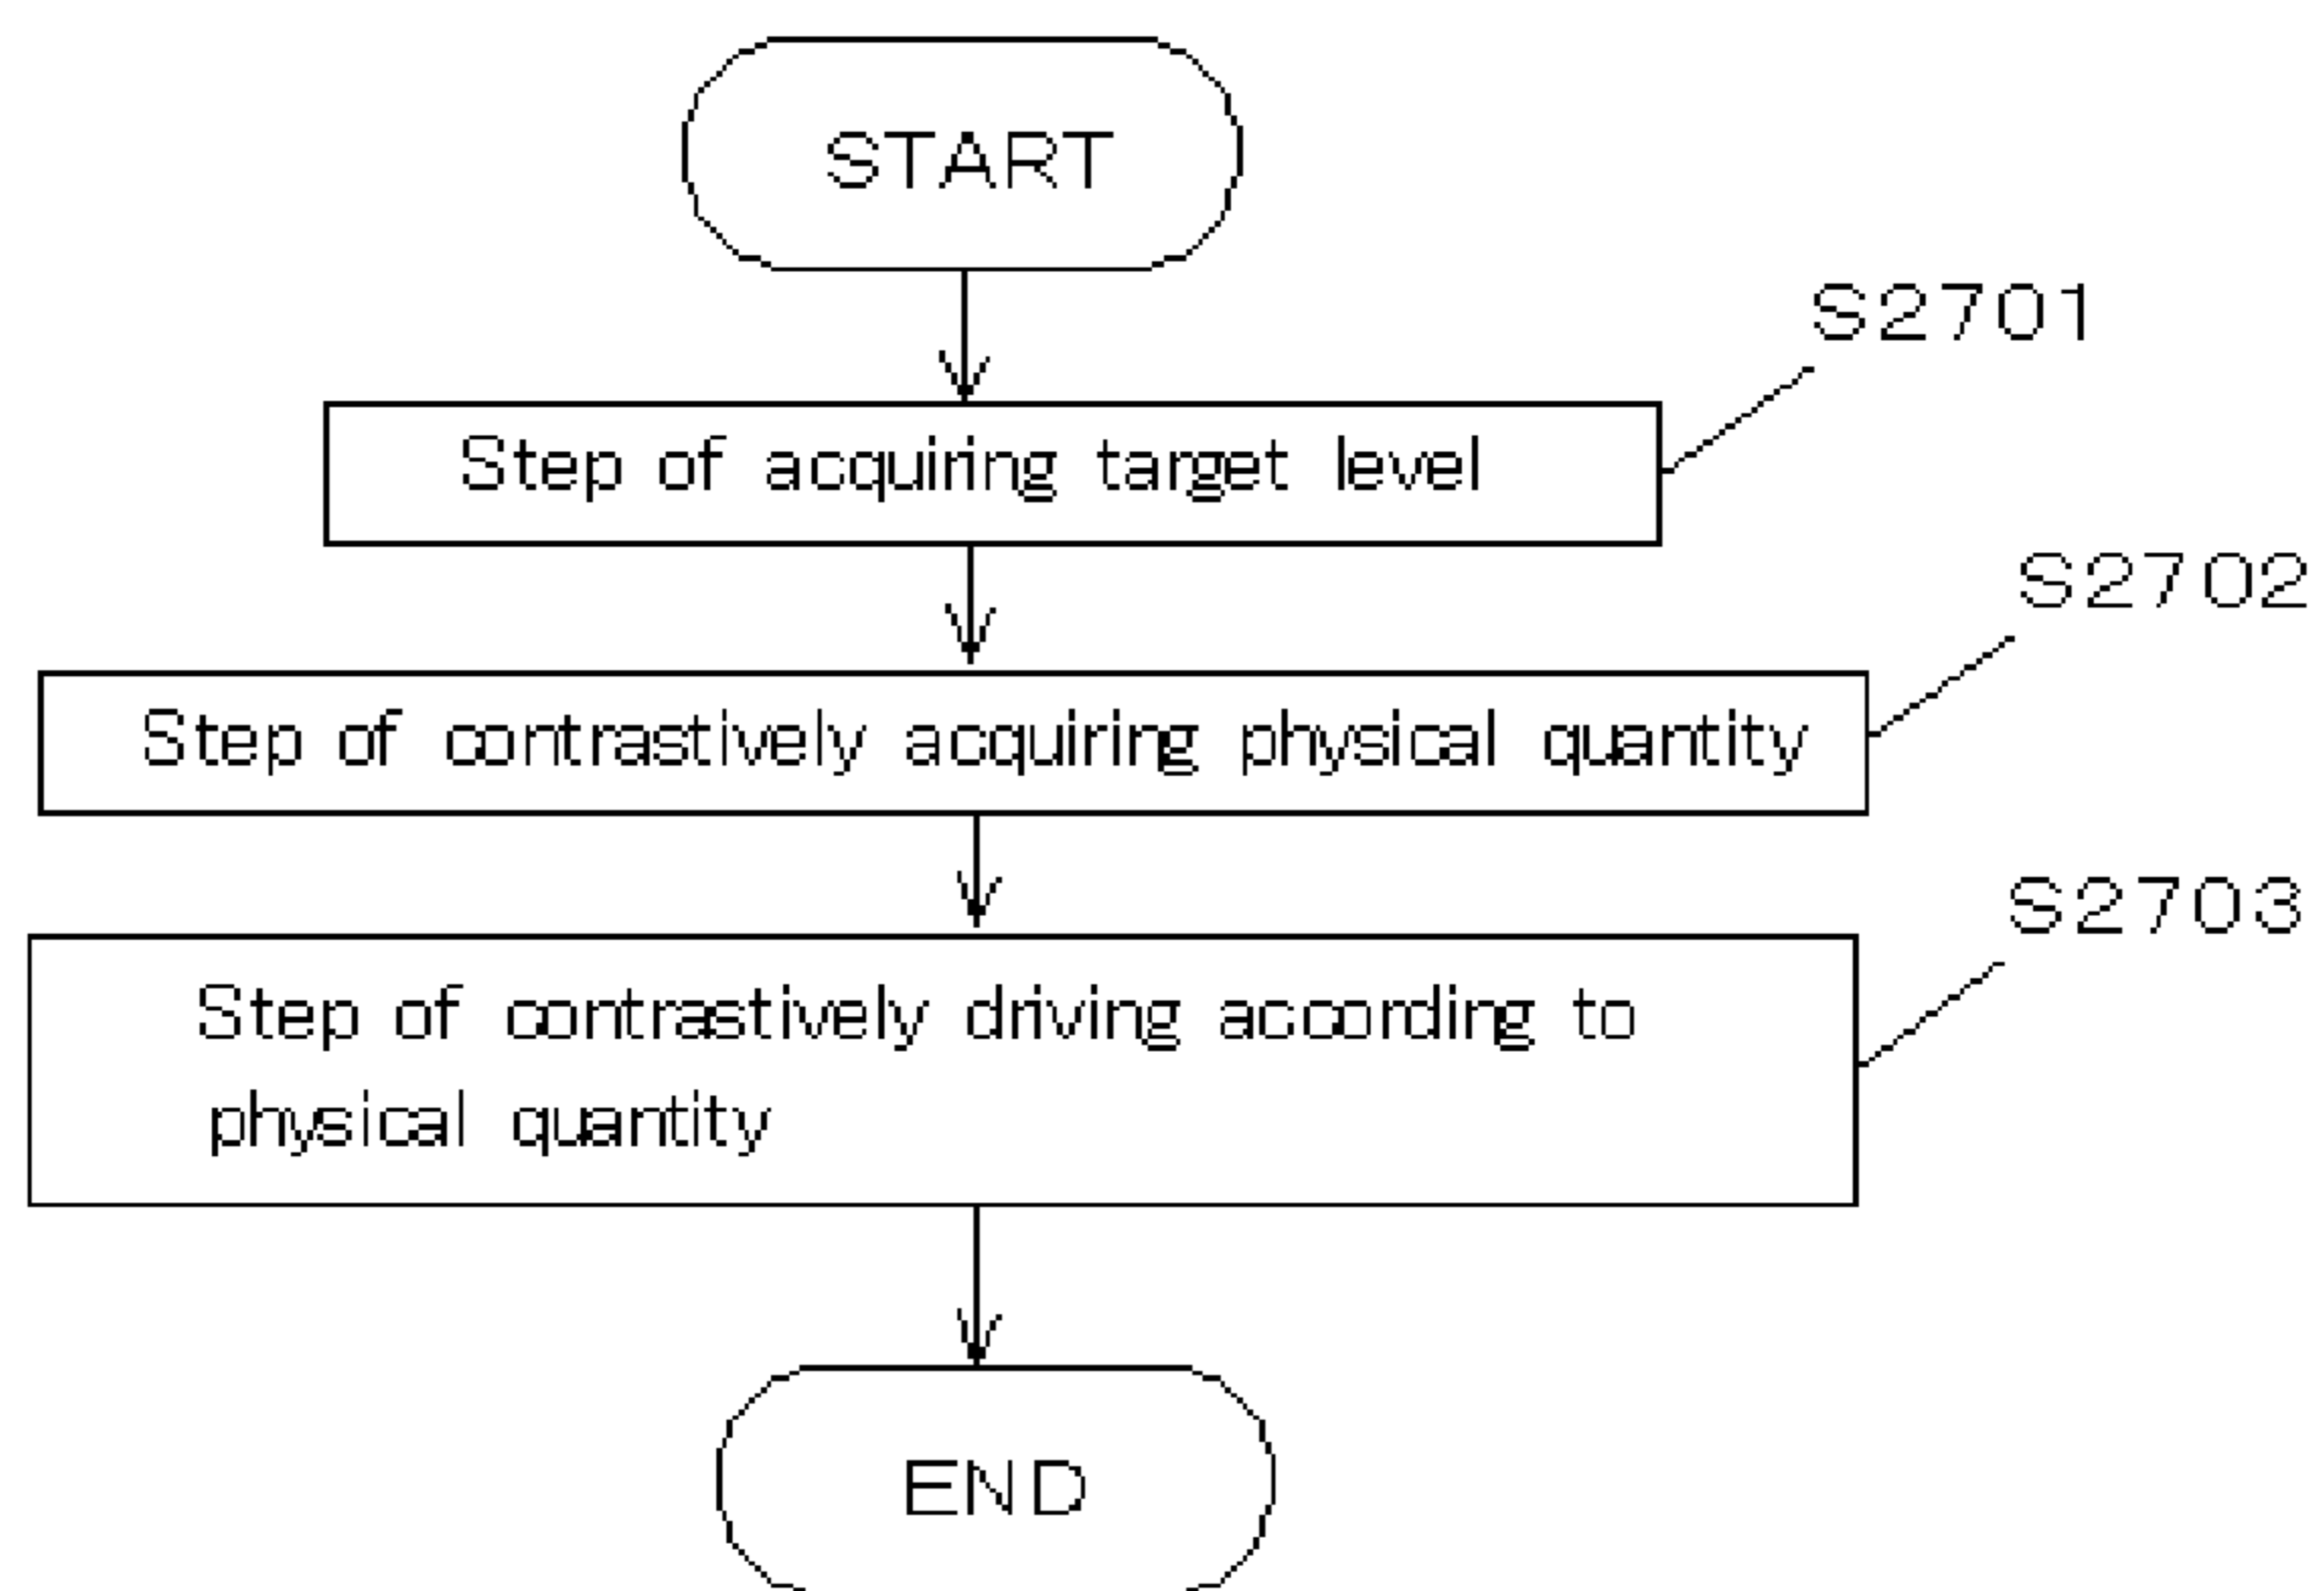 START
S2701
Step of acquiring target level
S2702
Step of contrastively acquiring physical quantity
S2703
Step of contrastively driving according to
physical quantity
END